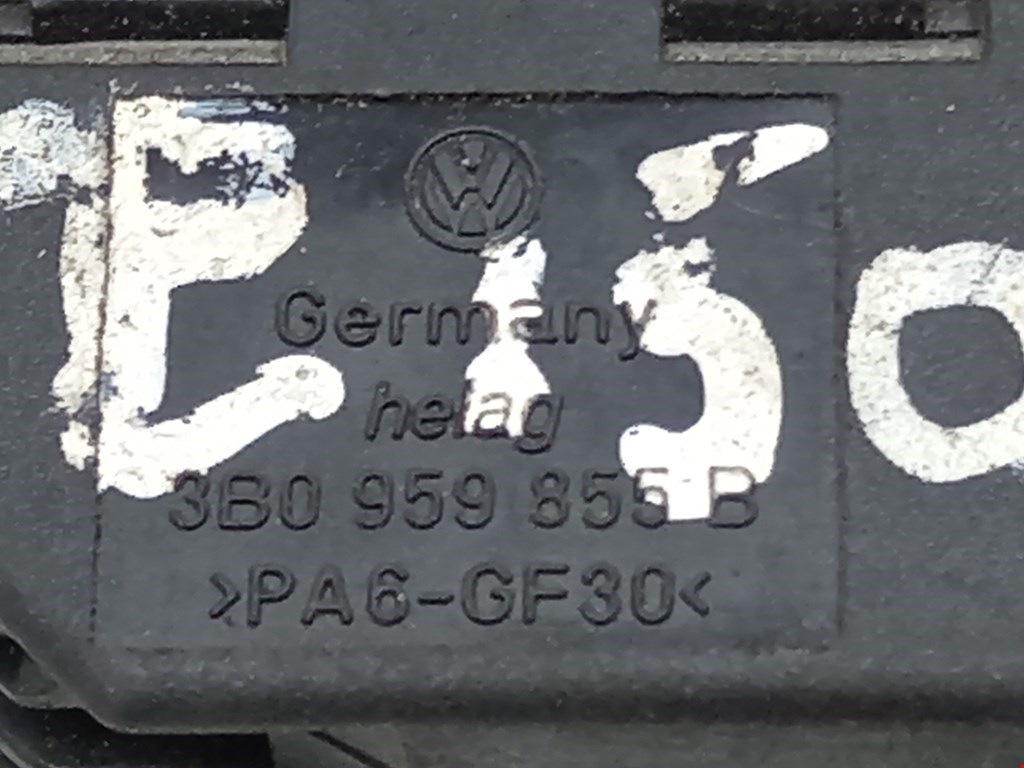 Germany
helag
3B0 959 855 B
>PA6-GF30<